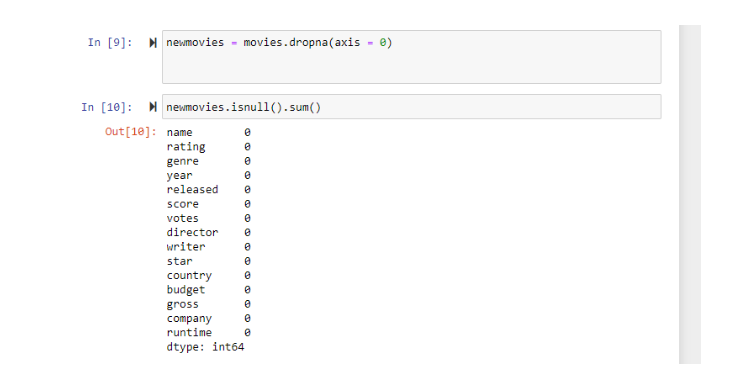 In [9]: newmovies = movies.dropna(axis = 0)
In [10]: newmovies.isnull().sum()
Out[10]: name 0
rating 0
genre 0
year 0
released 0
score 0
votes 0
director 0
writer 0
star 0
country 0
budget 0
gross 0
company 0
runtime 0
dtype: int64